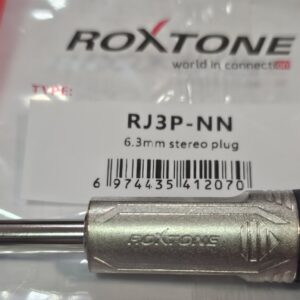 ROXTONE
world in connection
TYPE:
RJ3P-NN
6.3mm stereo plug
6 974435 412070
ROXTONE